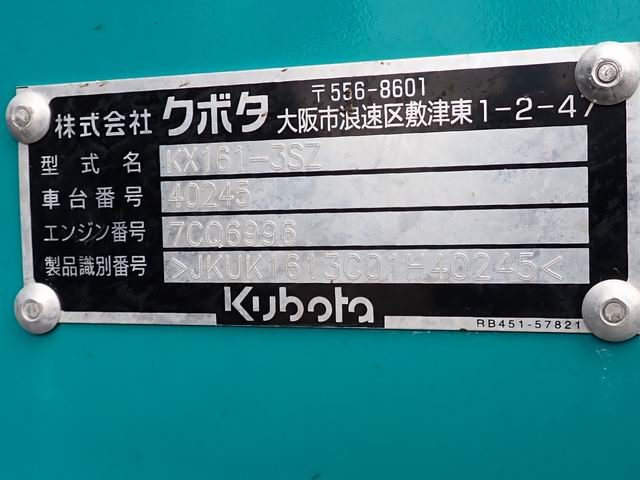 株式会社 クボタ 〒556-8601
大阪市浪速区敷津東1-2-47
型式名 KX161-3SZ
車台番号 40245
エンジン番号 7CQ6996
製品識別番号 >JKUK1613C01H40245<
Kubota
RB451-57821